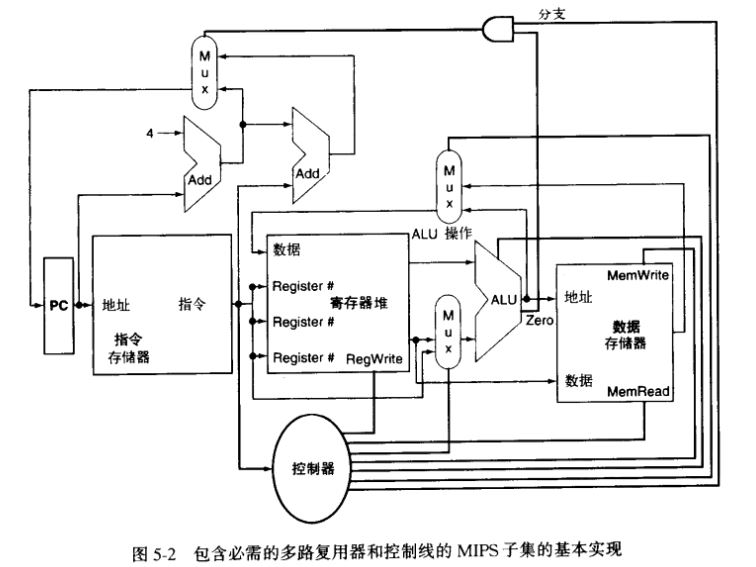 分支
Mux
4
Add
Add
Mux
ALU 操作
数据
MemWrite
Register #
寄存器堆
ALU
PC
地址
指令
地址
Mux
Zero
Register #
指令
存储器
数据
存储器
Register #
RegWrite
数据
MemRead
控制器
图 5-2 包含必需的多路复用器和控制线的 MIPS 子集的基本实现